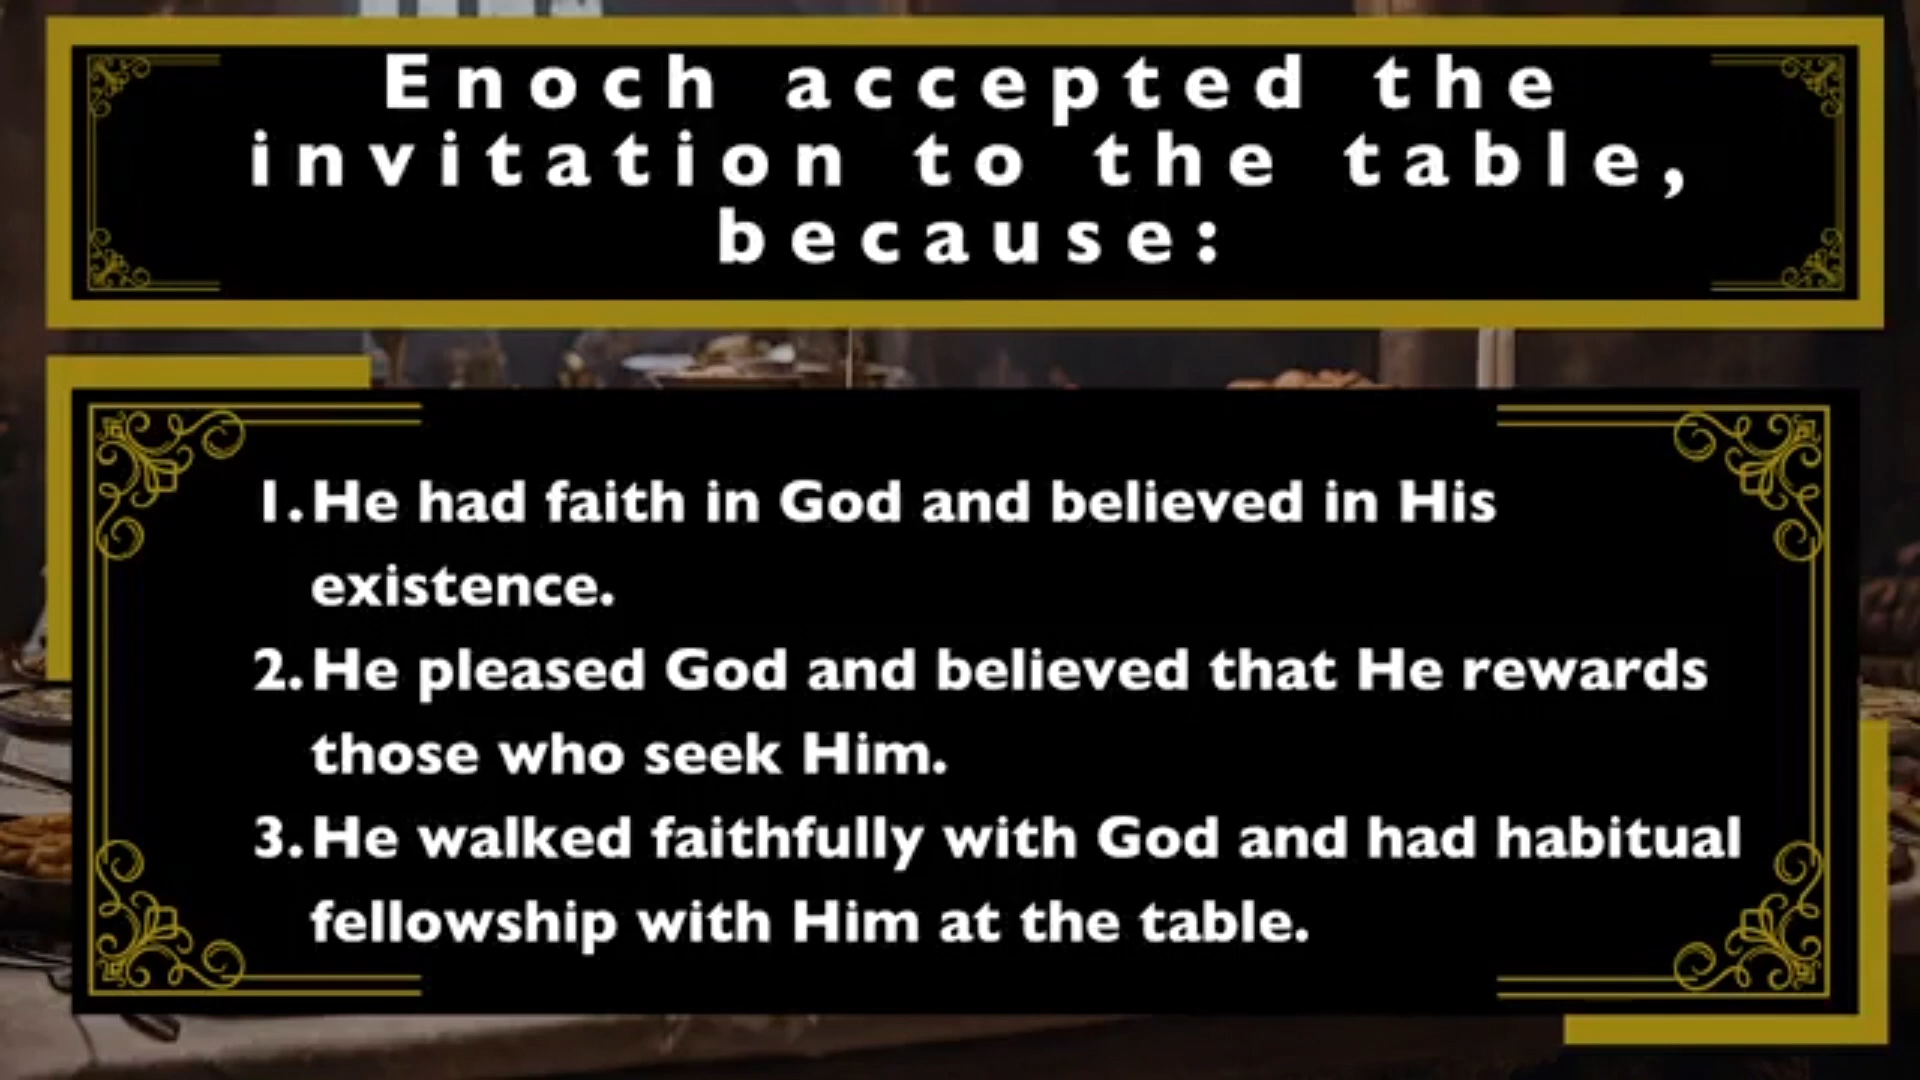 Enoch accepted the
invitation to the table,
because:
1. He had faith in God and believed in His
existence.
2. He pleased God and believed that He rewards
those who seek Him.
3. He walked faithfully with God and had habitual
fellowship with Him at the table.